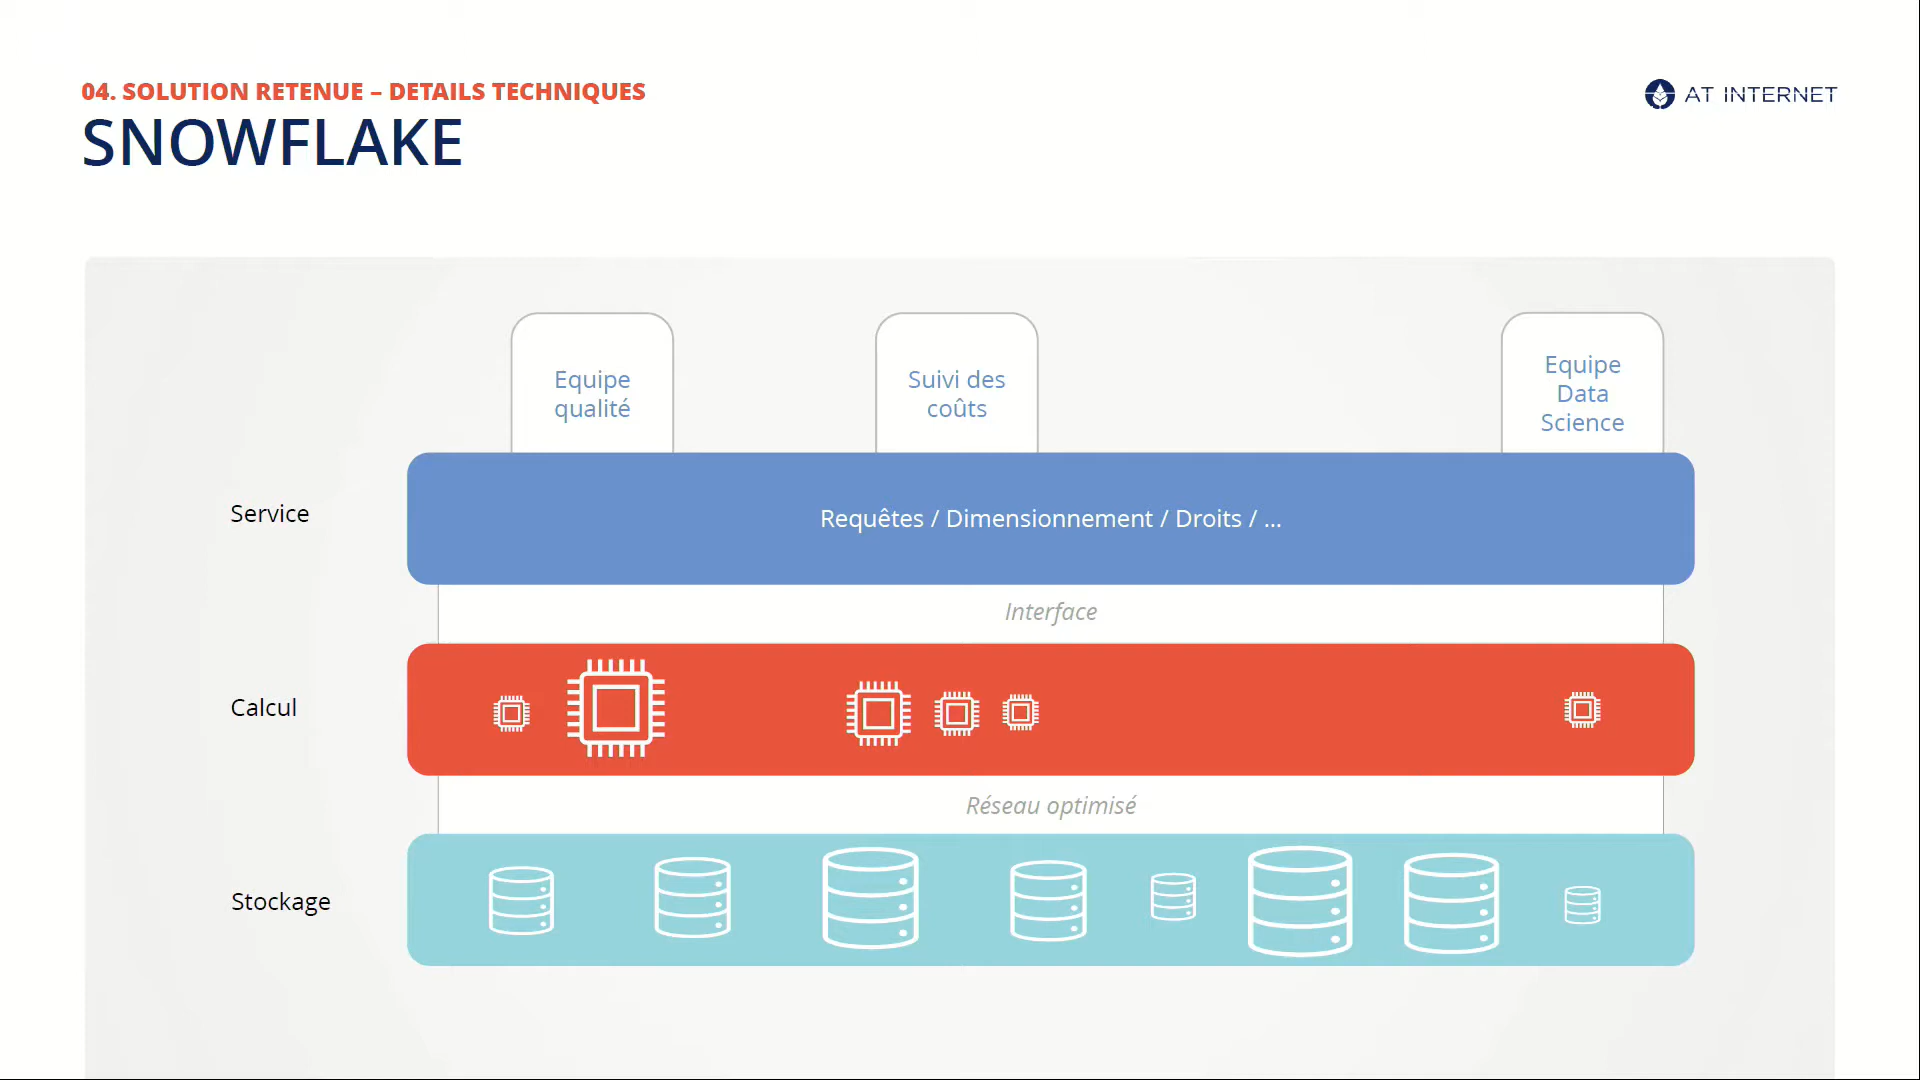 04. SOLUTION RETENUE – DETAILS TECHNIQUES
SNOWFLAKE
AT INTERNET
Equipe
qualité
Suivi des
coûts
Equipe
Data
Science
Service
Requêtes / Dimensionnement / Droits / ...
Interface
Calcul
Réseau optimisé
Stockage